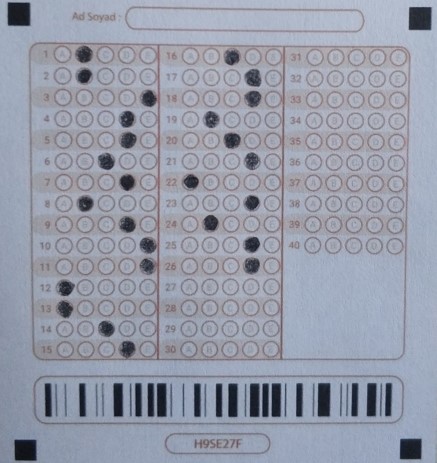 Ad Soyad :
1 A C D E 16 A B D E 31 A B C D E
2 A C D E 17 A B C E 32 A B C D E
3 A B C D 18 A B C E 33 A B C D E
4 A B C E 19 A C D E 34 A B C D E
5 A B C E 20 A B D E 35 A B C D E
6 A B D E 21 A B C E 36 A B C D E
7 A B C E 22 B C D E 37 A B C D E
8 A C D E 23 A B C E 38 A B C D E
9 A B C E 24 A C D E 39 A B C D E
10 A B C D 25 A B C E 40 A B C D E
11 A B C D 26 A B C E
12 B C D E 27 A B C D E
13 B C D E 28 A B C D E
14 A B D E 29 A B C D E
15 A B C E 30 A B C D E
H9SE27F